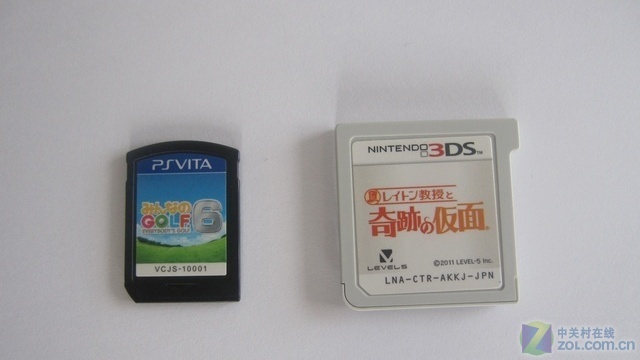 PSVITA
みんなの
GOLF 6
VCJS-10001
NINTENDO 3DS™
レイトン教授と
奇跡の仮面
LEVEL5
©2011 LEVEL-5 Inc.
LNA-CTR-AKKJ-JPN
中关村在线
zol.com.cn